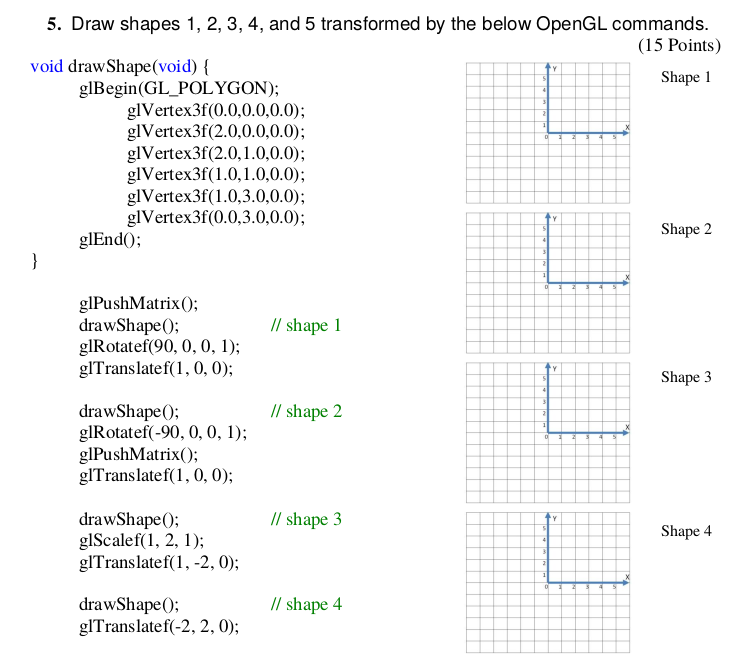 5. Draw shapes 1, 2, 3, 4, and 5 transformed by the below OpenGL commands.
(15 Points)
void drawShape(void) {
glBegin(GL_POLYGON);
glVertex3f(0.0,0.0,0.0);
glVertex3f(2.0,0.0,0.0);
glVertex3f(2.0,1.0,0.0);
glVertex3f(1.0,1.0,0.0);
glVertex3f(1.0,3.0,0.0);
glVertex3f(0.0,3.0,0.0);
glEnd();
}
glPushMatrix();
drawShape(); // shape 1
glRotatef(90, 0, 0, 1);
glTranslatef(1, 0, 0);
drawShape(); // shape 2
glRotatef(-90, 0, 0, 1);
glPushMatrix();
glTranslatef(1, 0, 0);
drawShape(); // shape 3
glScalef(1, 2, 1);
glTranslatef(1, -2, 0);
drawShape(); // shape 4
glTranslatef(-2, 2, 0);
Shape 1
Y
5
4
3
2
1
X
0 1 2 3 4 5
Shape 2
Y
5
4
3
2
1
X
0 1 2 3 4 5
Shape 3
Y
5
4
3
2
1
X
0 1 2 3 4 5
Shape 4
Y
5
4
3
2
1
X
0 1 2 3 4 5